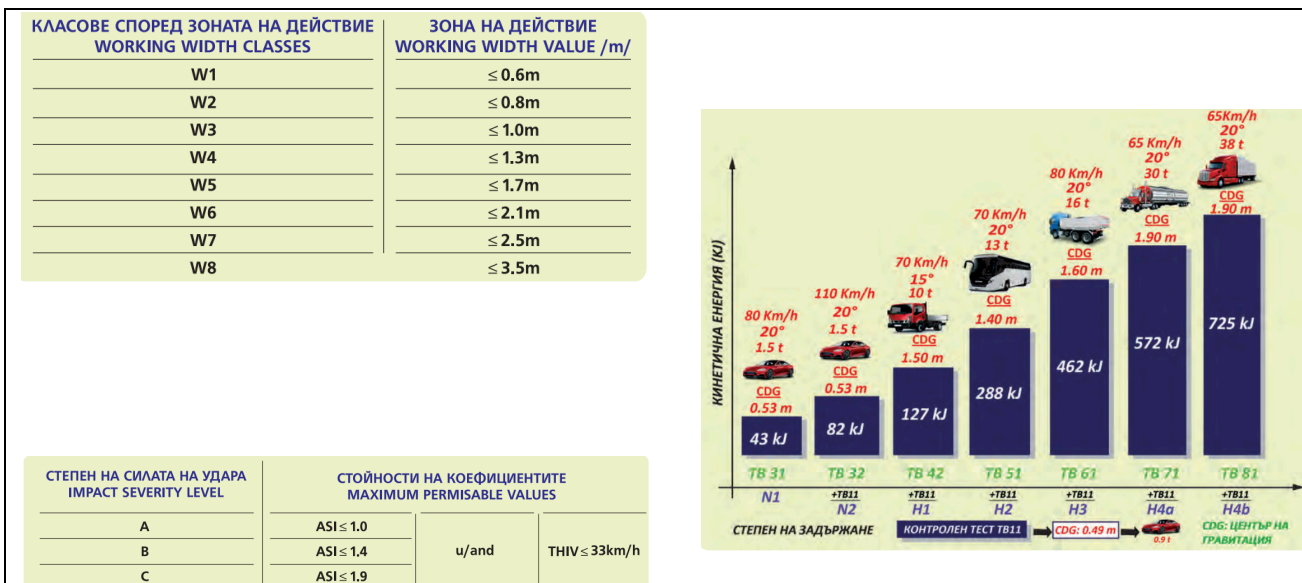 КЛАСОВЕ СПОРЕД ЗОНАТА НА ДЕЙСТВИЕ
WORKING WIDTH CLASSES
ЗОНА НА ДЕЙСТВИЕ
WORKING WIDTH VALUE /m/
W1 ≤ 0.6m
W2 ≤ 0.8m
W3 ≤ 1.0m
W4 ≤ 1.3m
W5 ≤ 1.7m
W6 ≤ 2.1m
W7 ≤ 2.5m
W8 ≤ 3.5m
СТЕПЕН НА СИЛАТА НА УДАРА
IMPACT SEVERITY LEVEL
СТОЙНОСТИ НА КОЕФИЦИЕНТИТЕ
MAXIMUM PERMISABLE VALUES
A ASI ≤ 1.0
B ASI ≤ 1.4 u/and THIV ≤ 33km/h
C ASI ≤ 1.9
КИНЕТИЧНА ЕНЕРГИЯ (KJ)
80 Km/h
20°
1.5 t
CDG
0.53 m
43 kJ
110 Km/h
20°
1.5 t
CDG
0.53 m
82 kJ
70 Km/h
15°
10 t
CDG
1.50 m
127 kJ
70 Km/h
20°
13 t
CDG
1.40 m
288 kJ
80 Km/h
20°
16 t
CDG
1.60 m
462 kJ
65 Km/h
20°
30 t
CDG
1.90 m
572 kJ
65Km/h
20°
38 t
CDG
1.90 m
725 kJ
TB 31 TB 32 TB 42 TB 51 TB 61 TB 71 TB 81
+TB11 +TB11 +TB11 +TB11 +TB11 +TB11
N1 N2 H1 H2 H3 H4a H4b
СТЕПЕН НА ЗАДЪРЖАНЕ
КОНТРОЛЕН ТЕСТ TB11
CDG: 0.49 m
0.9 t
CDG: ЦЕНТЪР НА
ГРАВИТАЦИЯ